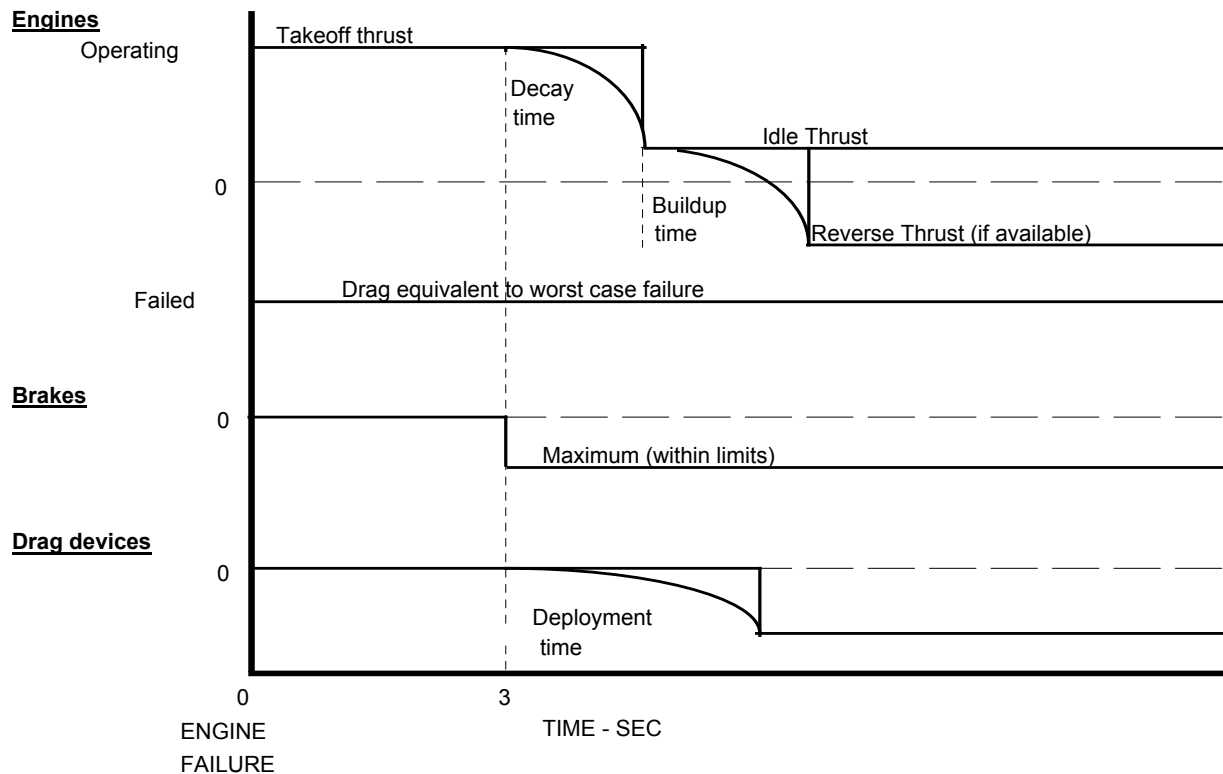 Engines
Operating
Takeoff thrust
Decay
time
Idle Thrust
0
Buildup
time
Reverse Thrust (if available)
Failed
Drag equivalent to worst case failure
Brakes
0
Maximum (within limits)
Drag devices
0
Deployment
time
0
3
ENGINE
FAILURE
TIME - SEC